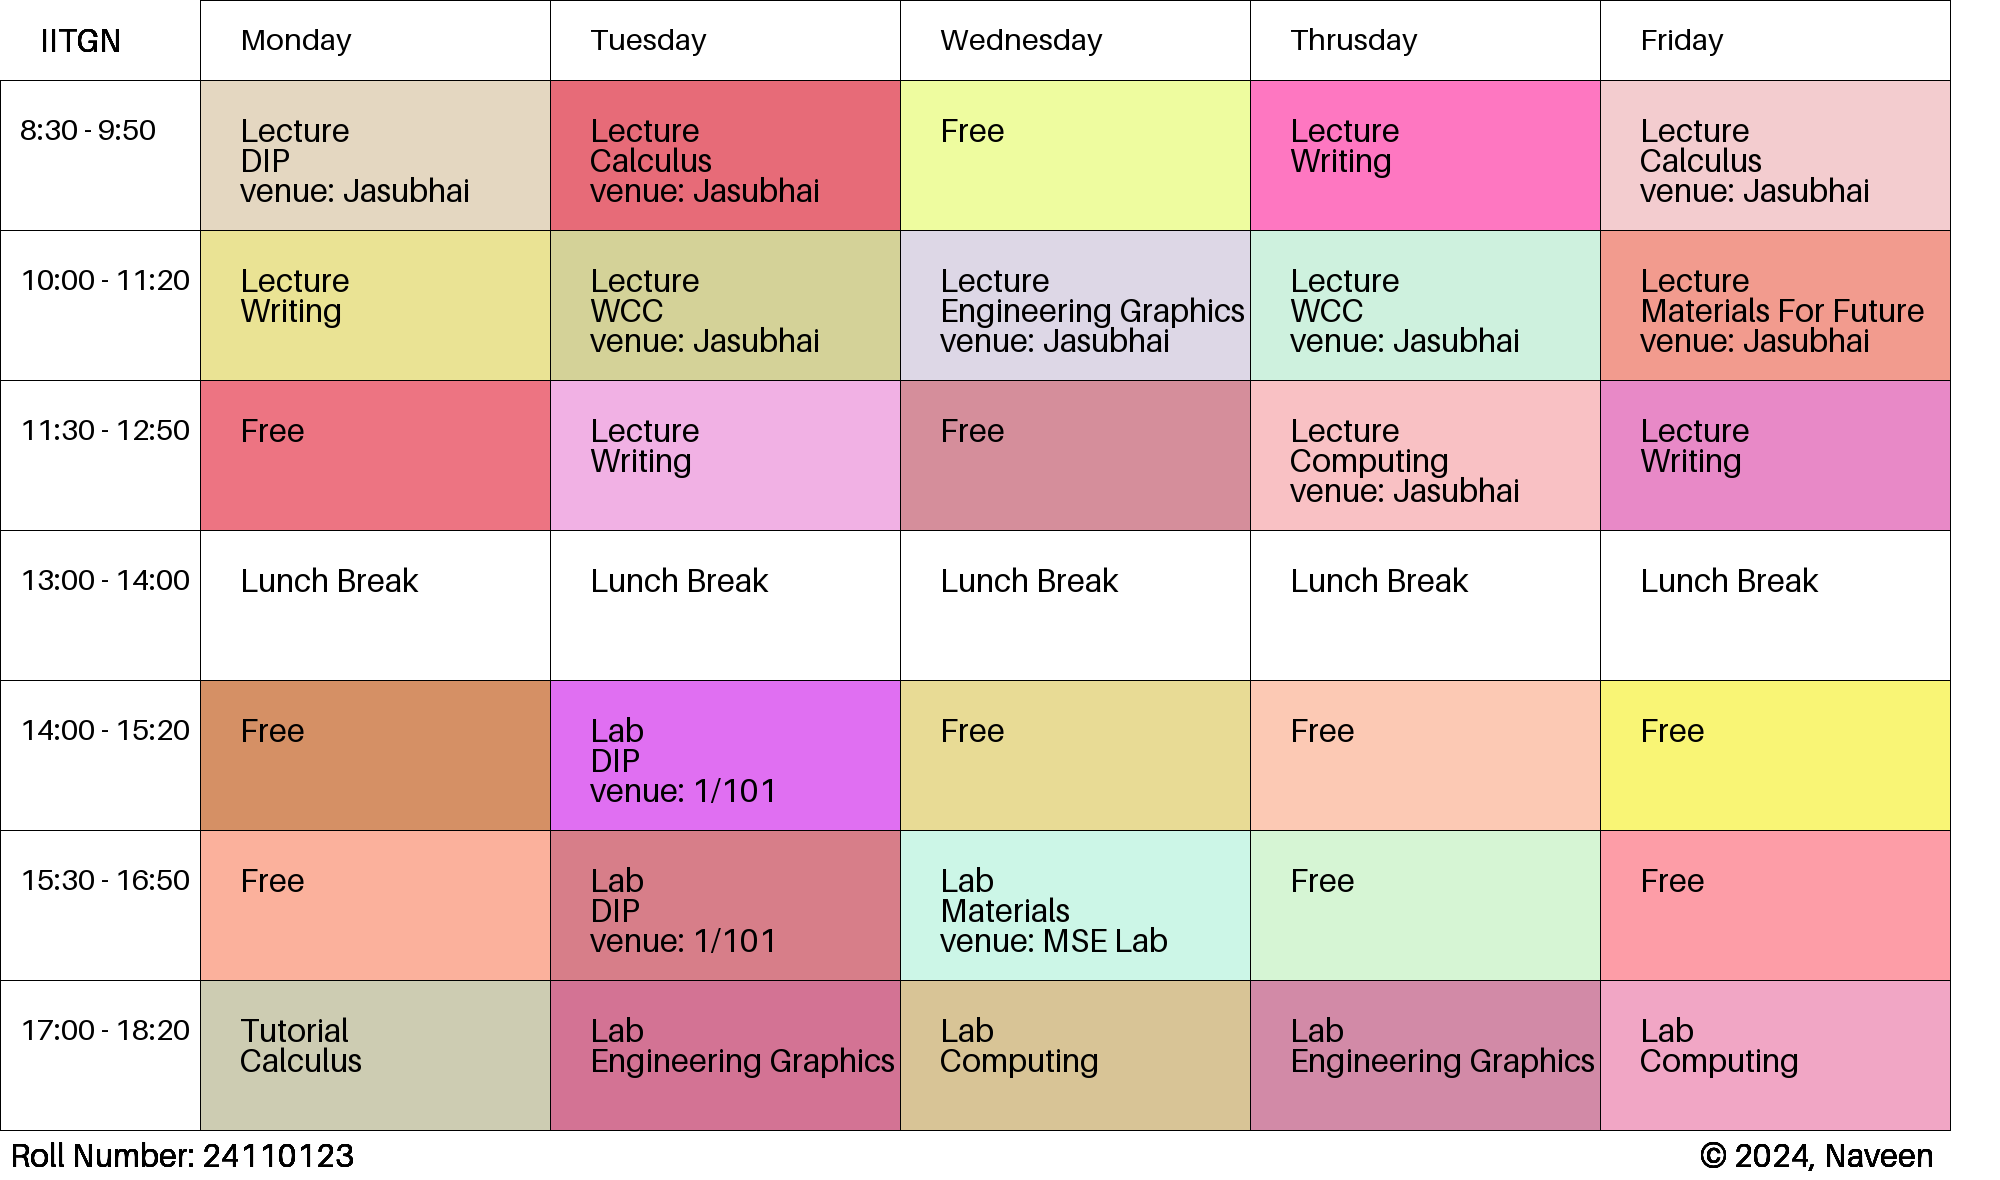 IITGN Monday Tuesday Wednesday Thrusday Friday
8:30 - 9:50
Lecture
DIP
venue: Jasubhai
Lecture
Calculus
venue: Jasubhai
Free
Lecture
Writing
Lecture
Calculus
venue: Jasubhai
10:00 - 11:20
Lecture
Writing
Lecture
WCC
venue: Jasubhai
Lecture
Engineering Graphics
venue: Jasubhai
Lecture
WCC
venue: Jasubhai
Lecture
Materials For Future
venue: Jasubhai
11:30 - 12:50
Free
Lecture
Writing
Free
Lecture
Computing
venue: Jasubhai
Lecture
Writing
13:00 - 14:00
Lunch Break
Lunch Break
Lunch Break
Lunch Break
Lunch Break
14:00 - 15:20
Free
Lab
DIP
venue: 1/101
Free
Free
Free
15:30 - 16:50
Free
Lab
DIP
venue: 1/101
Lab
Materials
venue: MSE Lab
Free
Free
17:00 - 18:20
Tutorial
Calculus
Lab
Engineering Graphics
Lab
Computing
Lab
Engineering Graphics
Lab
Computing
Roll Number: 24110123
© 2024, Naveen